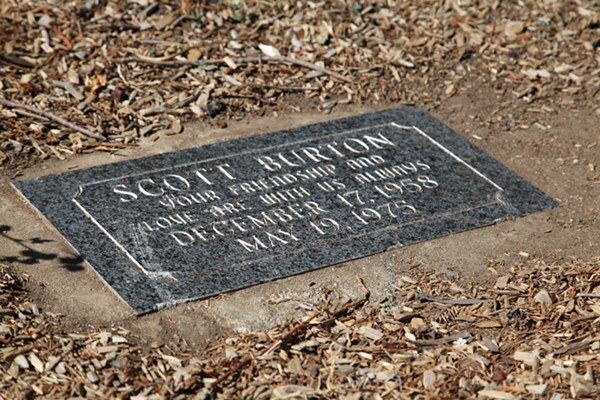 SCOTT BURTON
YOUR FRIENDSHIP AND
LOVE ARE WITH US ALWAYS
DECEMBER 17, 1958
MAY 19, 1975